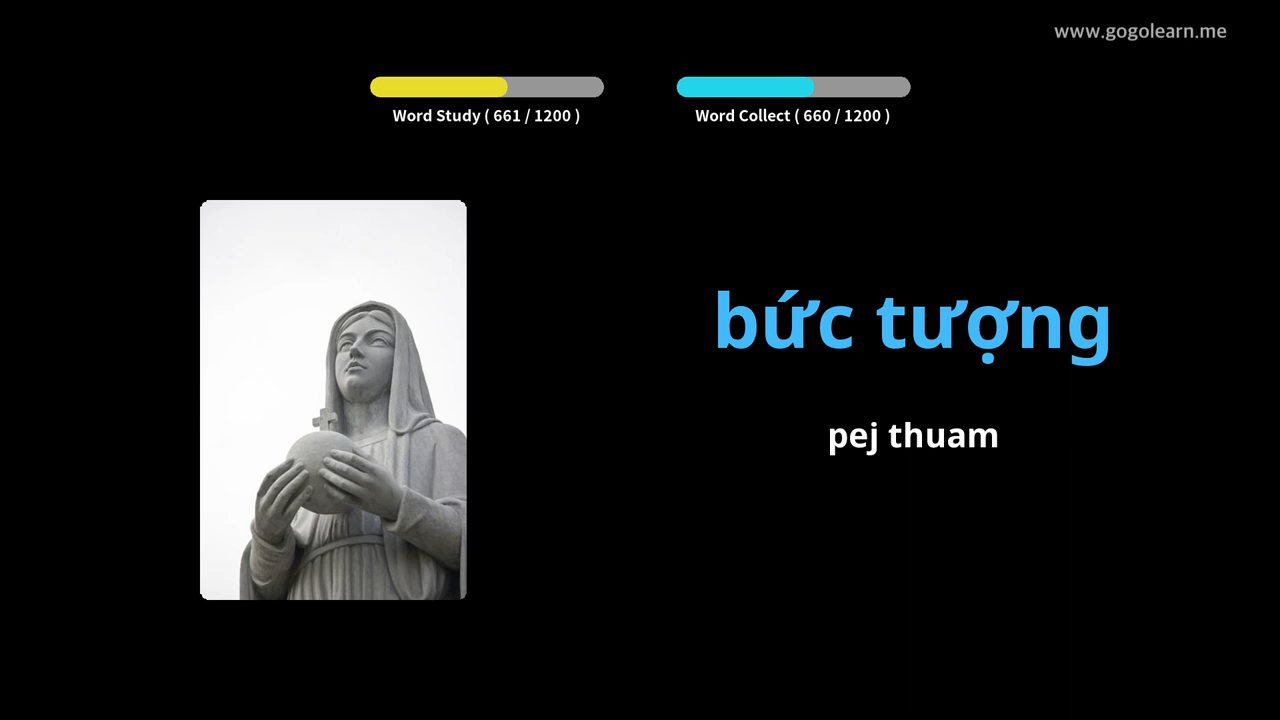 www.gogolearn.me
Word Study ( 661 / 1200 )
Word Collect ( 660 / 1200 )
bức tượng
pej thuam